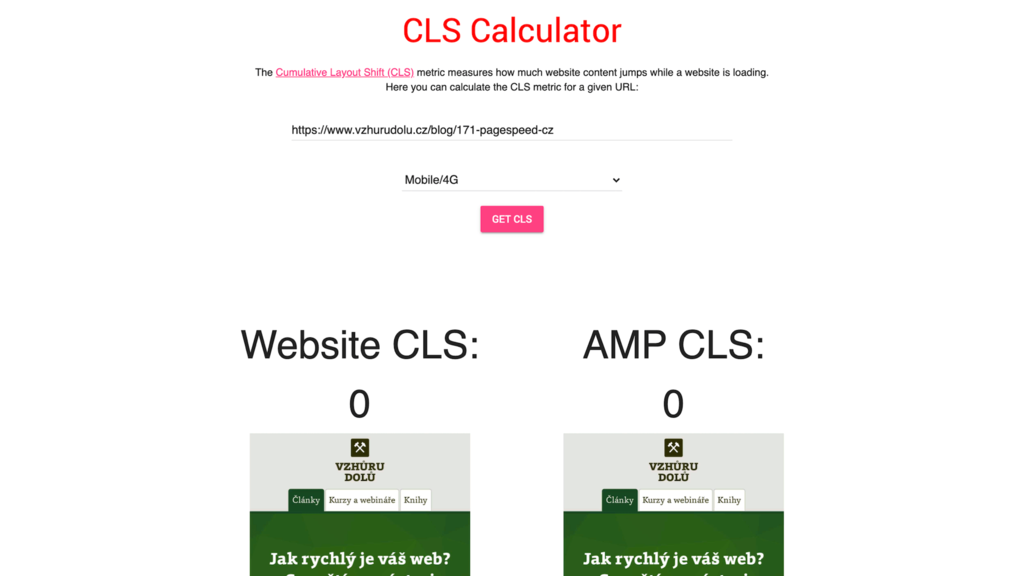 CLS Calculator
The Cumulative Layout Shift (CLS) metric measures how much website content jumps while a website is loading.
Here you can calculate the CLS metric for a given URL:
https://www.vzhurudolu.cz/blog/171-pagespeed-cz
Mobile/4G
GET CLS
Website CLS:
0
VZHŮRU
DOLŮ
Články Kurzy a webináře Knihy
Jak rychlý je váš web?
AMP CLS:
0
VZHŮRU
DOLŮ
Články Kurzy a webináře Knihy
Jak rychlý je váš web?